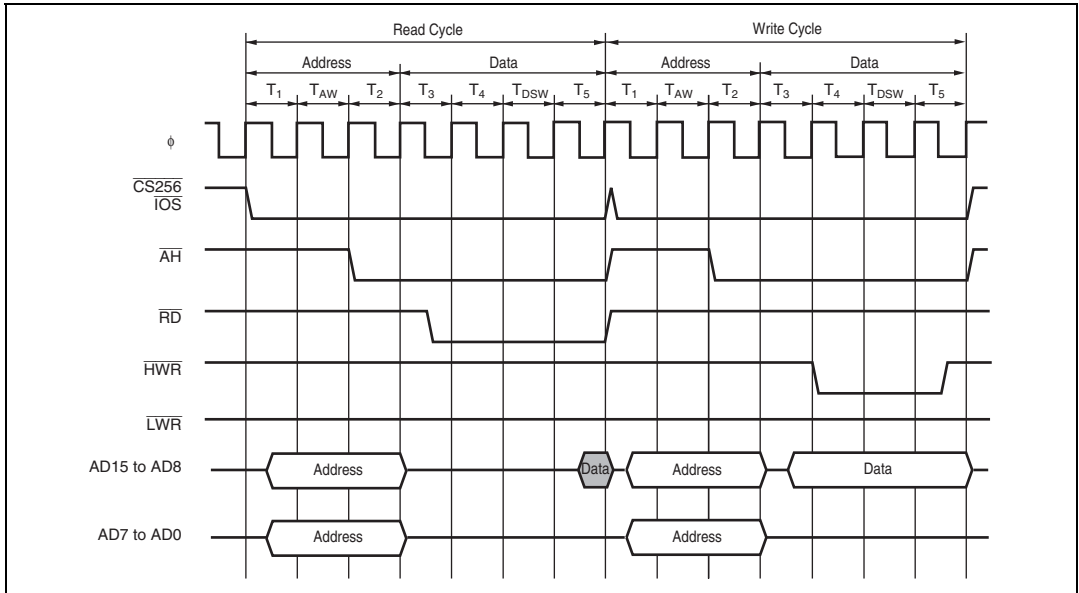 Read Cycle Write Cycle
Address Data Address Data
T1 TAW T2 T3 T4 TDSW T5 T1 TAW T2 T3 T4 TDSW T5
ϕ
CS256
IOS
AH
RD
HWR
LWR
AD15 to AD8 Address Data Address Data
AD7 to AD0 Address Address